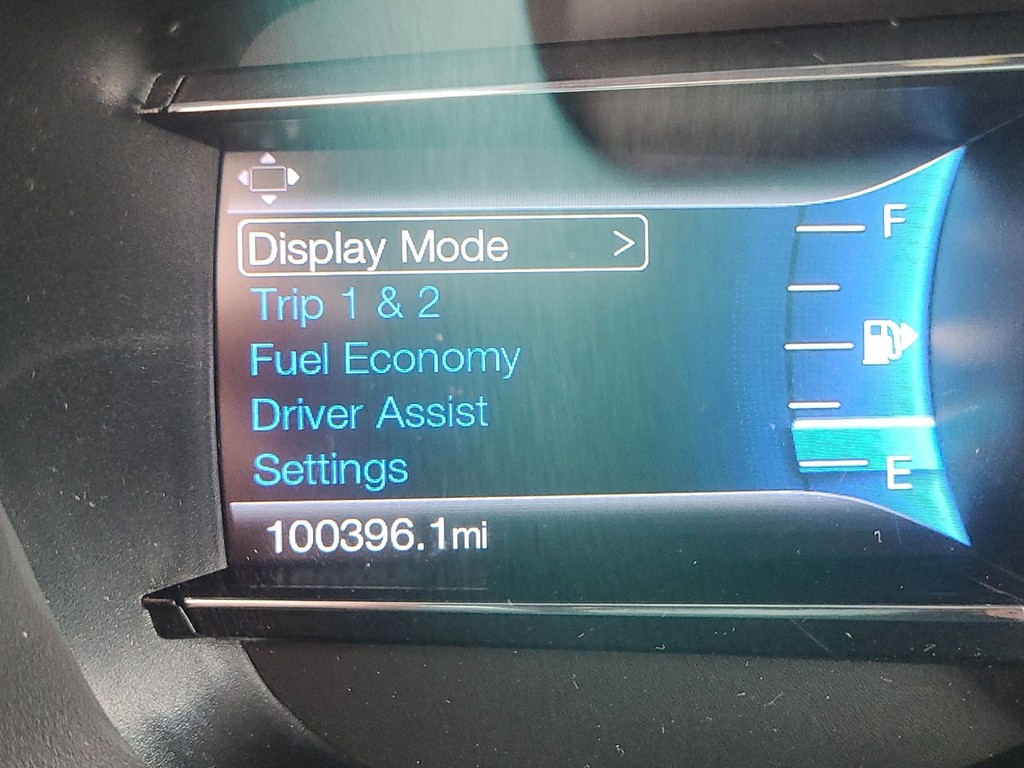 Display Mode >
Trip 1 & 2
Fuel Economy
Driver Assist
Settings
100396.1mi
F
E